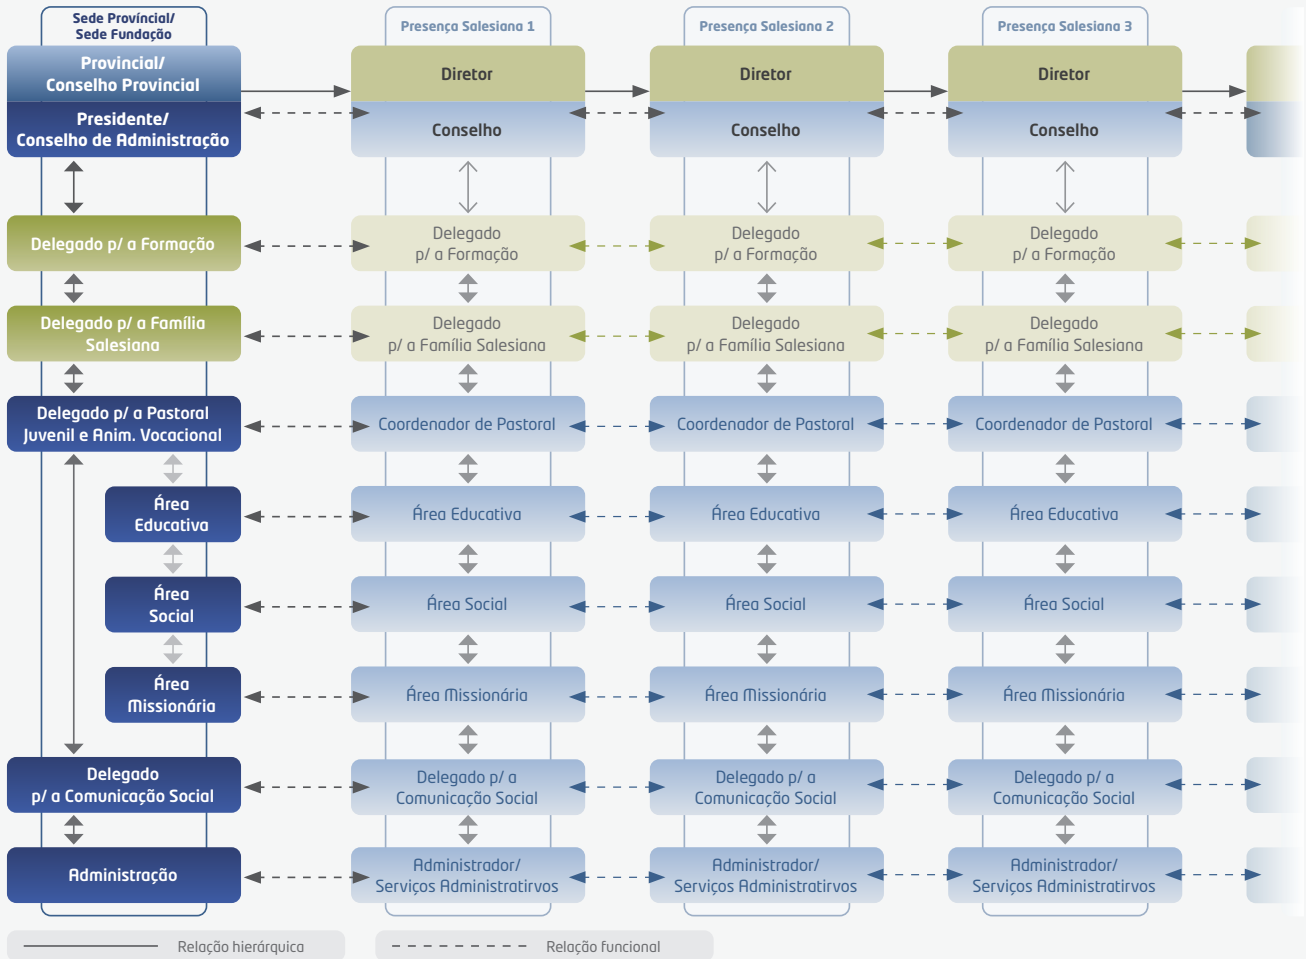 Sede Províncial/
Sede Fundação
Provincial/
Conselho Provincial
Presidente/
Conselho de Administração
Delegado p/ a Formação
Delegado p/ a Família
Salesiana
Delegado p/ a Pastoral
Juvenil e Anim. Vocacional
Área
Educativa
Área
Social
Área
Missionária
Delegado
p/ a Comunicação Social
Administração
Presença Salesiana 1
Diretor
Conselho
Delegado
p/ a Formação
Delegado
p/ a Família Salesiana
Coordenador de Pastoral
Área Educativa
Área Social
Área Missionária
Delegado p/ a
Comunicação Social
Administrador/
Serviços Administratirvos
Presença Salesiana 2
Diretor
Conselho
Delegado
p/ a Formação
Delegado
p/ a Família Salesiana
Coordenador de Pastoral
Área Educativa
Área Social
Área Missionária
Delegado p/ a
Comunicação Social
Administrador/
Serviços Administratirvos
Presença Salesiana 3
Diretor
Conselho
Delegado
p/ a Formação
Delegado
p/ a Família Salesiana
Coordenador de Pastoral
Área Educativa
Área Social
Área Missionária
Delegado p/ a
Comunicação Social
Administrador/
Serviços Administratirvos
Relação hierárquica
Relação funcional